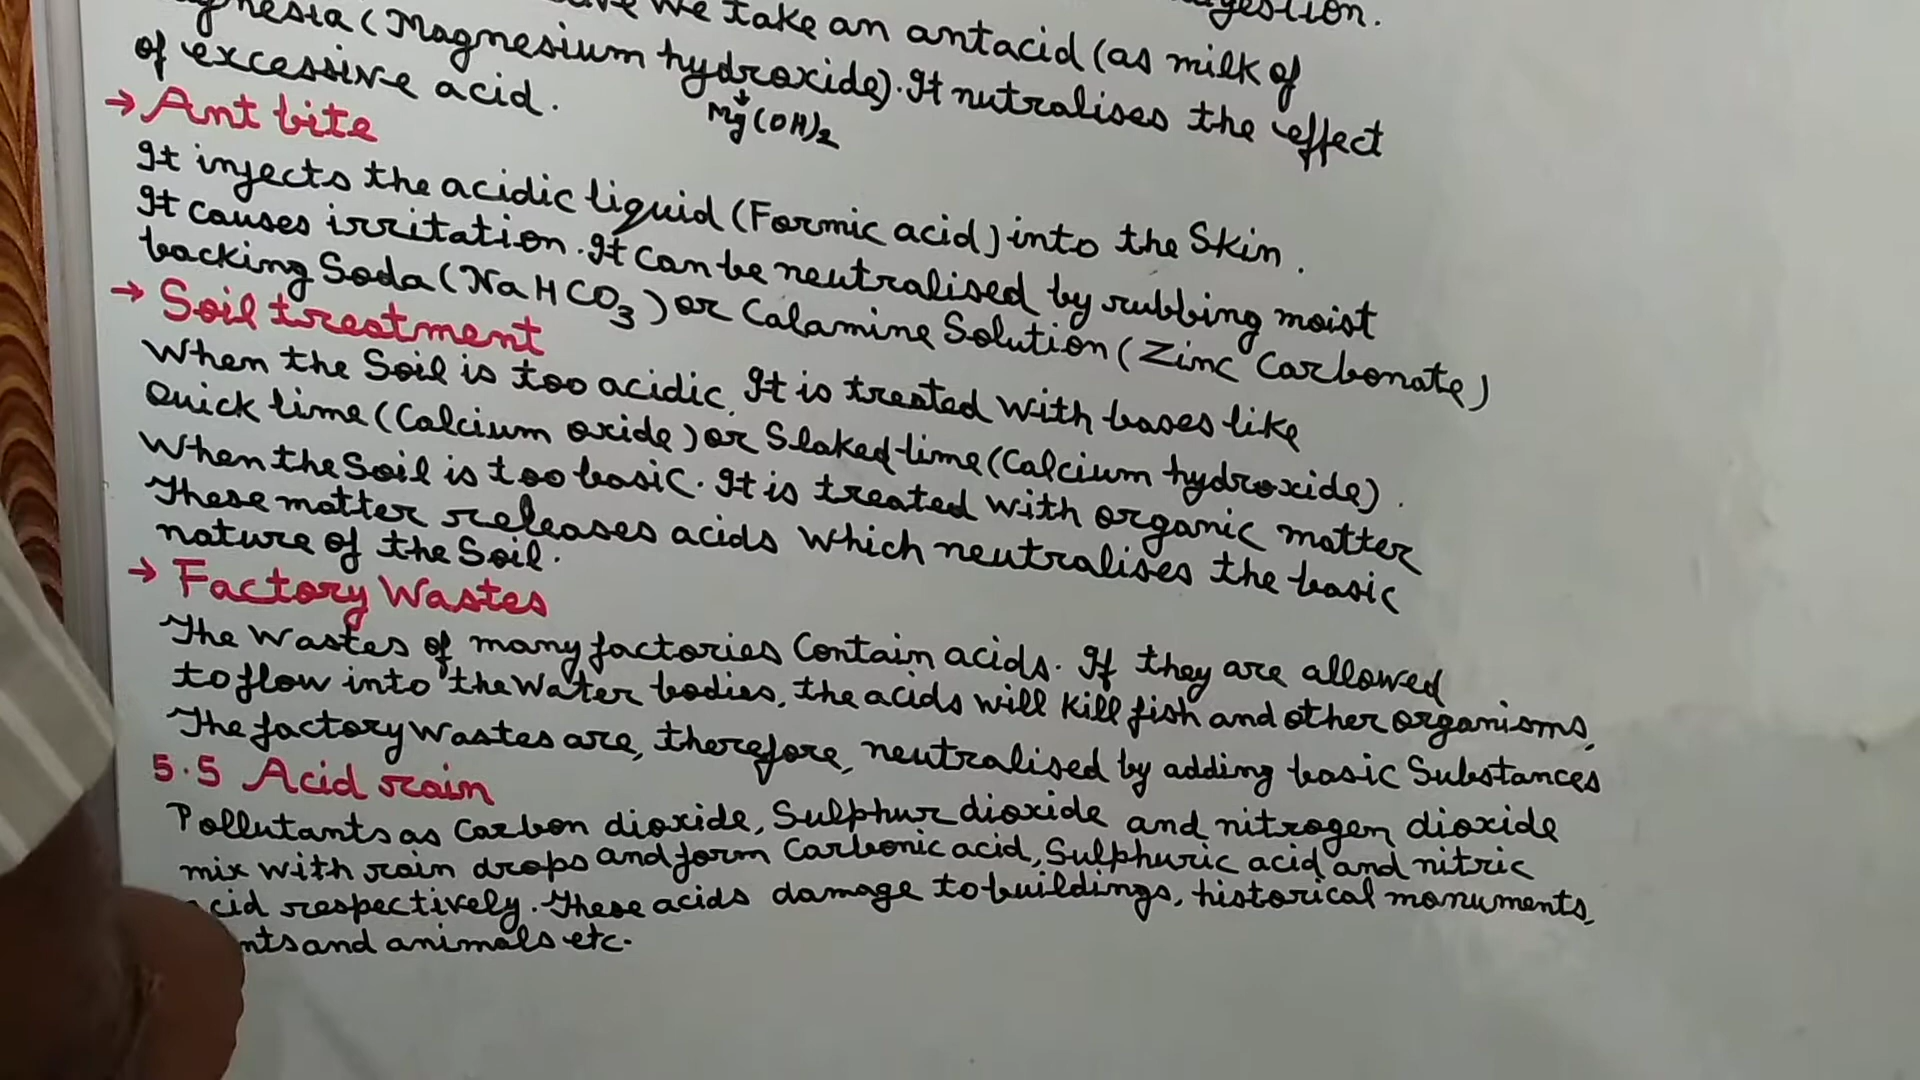 we take an antacid (as milk of
(Magnesium hydroxide). It nutralises the effect
of excessive acid.
Mg(OH)2
→ Ant bite
It injects the acidic liquid (Formic acid) into the Skin.
It causes irritation. It can be neutralised by rubbing moist
backing Soda (NaHCO3) or Calamine Solution (Zinc Carbonate)
→ Soil treatment
When the Soil is too acidic. It is treated with bases like
Quick lime (Calcium oxide) or Slaked lime (Calcium hydroxide).
When the Soil is too basic. It is treated with organic matter
These matter releases acids which neutralises the basic
nature of the Soil.
→ Factory Wastes
The Wastes of many factories Contain acids. If they are allowed
to flow into the Water bodies, the acids will Kill fish and other organisms,
The factory wastes are, therefore, neutralised by adding basic Substances
5.5 Acid rain
Pollutants as Carbon dioxide, Sulphur dioxide and nitrogen dioxide
mix with rain drops and form Carbonic acid, Sulphuric acid and nitric
acid respectively. These acids damage to buildings, historical monuments,
and animals etc.